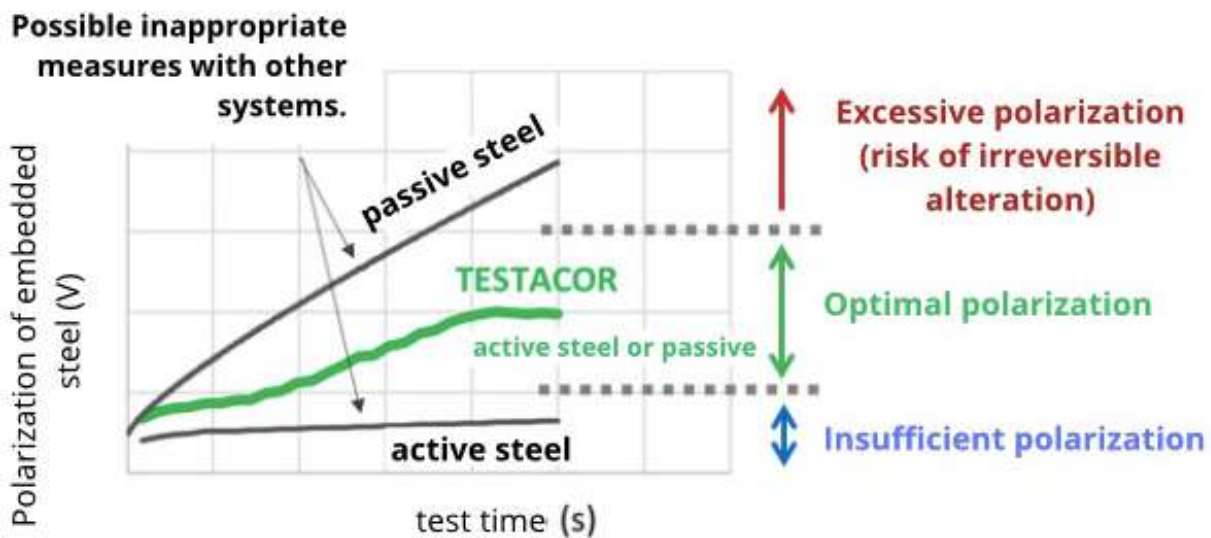 Possible inappropriate
measures with other
systems.
passive steel
Excessive polarization
(risk of irreversible
alteration)
TESTACOR
Optimal polarization
active steel or passive
Insufficient polarization
active steel
Polarization of embedded
steel (V)
test time (s)